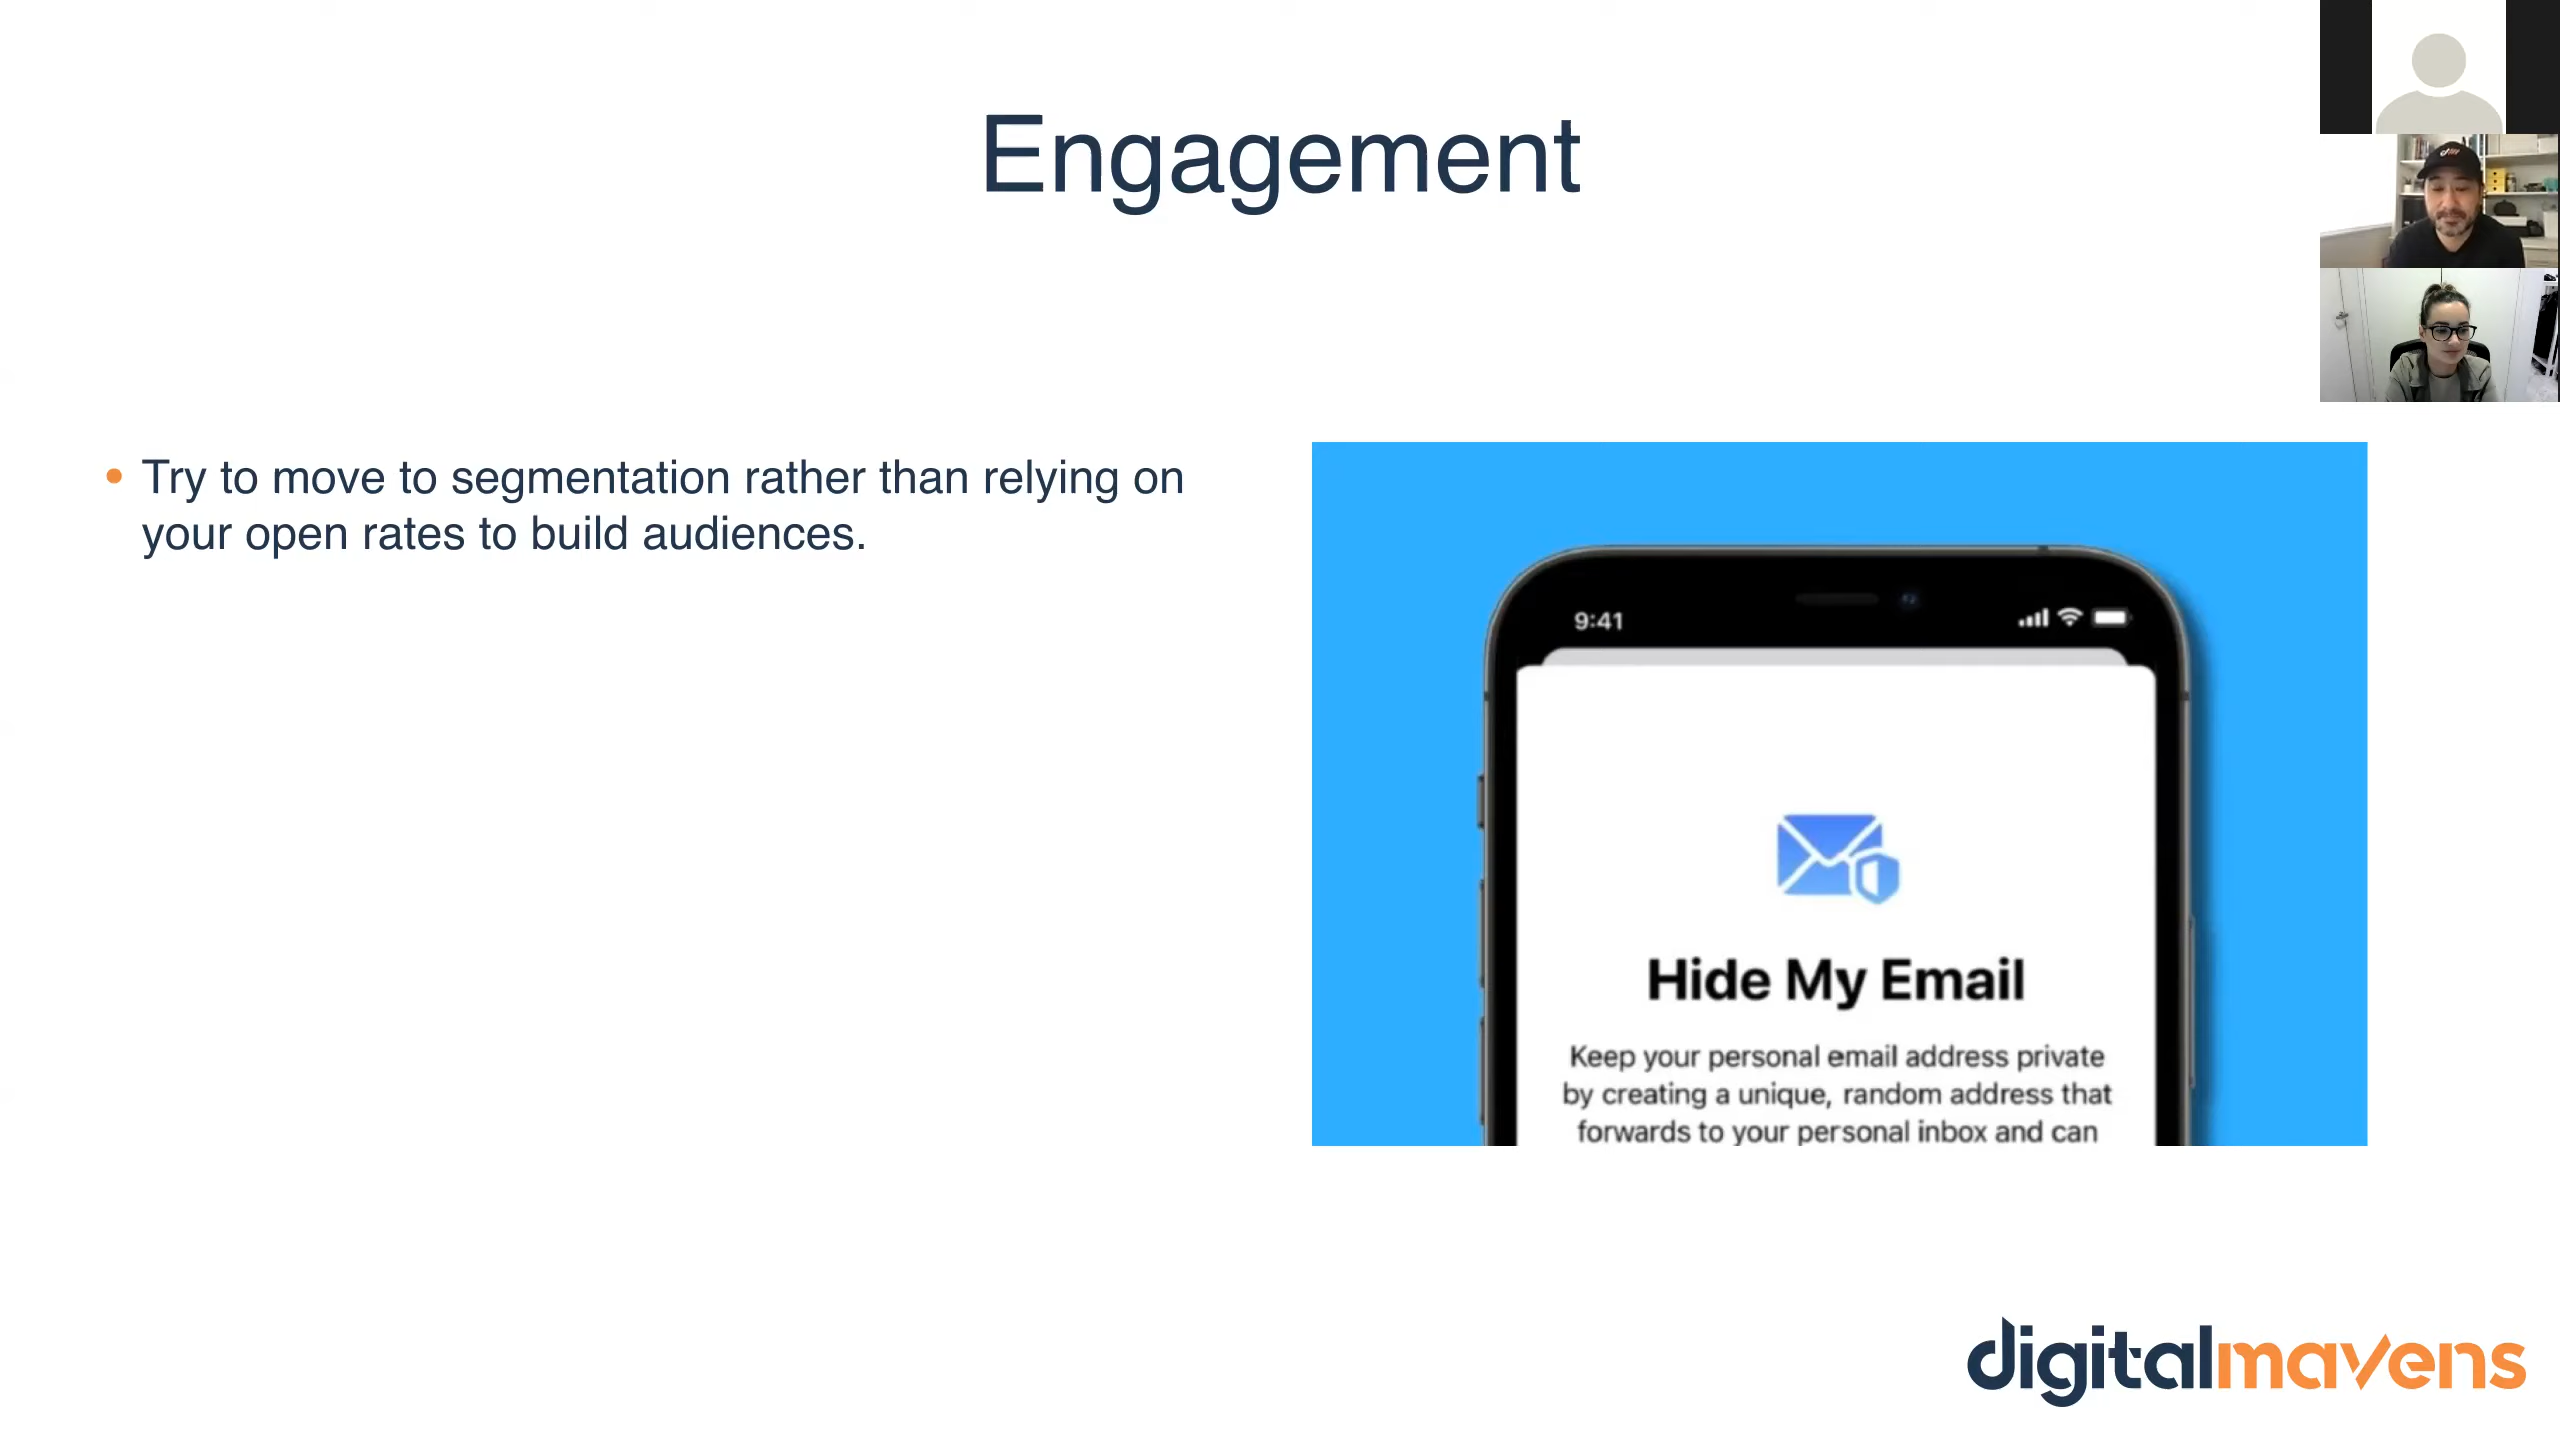 Engagement
• Try to move to segmentation rather than relying on
your open rates to build audiences.
9:41
Hide My Email
Keep your personal email address private
by creating a unique, random address that
forwards to your personal inbox and can
digitalmavens